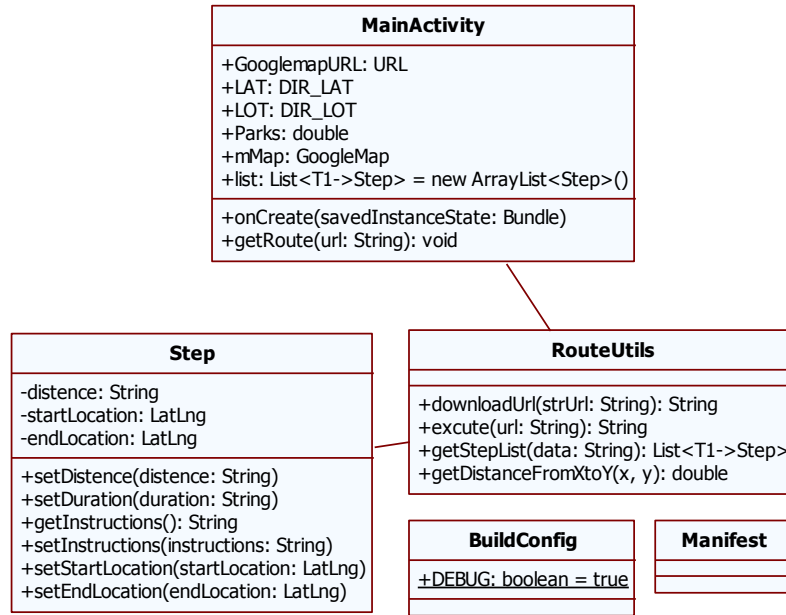 MainActivity
+GooglemapURL: URL
+LAT: DIR_LAT
+LOT: DIR_LOT
+Parks: double
+mMap: GoogleMap
+list: List<T1->Step> = new ArrayList<Step>()
+onCreate(savedInstanceState: Bundle)
+getRoute(url: String): void
Step
-distence: String
-startLocation: LatLng
-endLocation: LatLng
+setDistence(distence: String)
+setDuration(duration: String)
+getInstructions(): String
+setInstructions(instructions: String)
+setStartLocation(startLocation: LatLng)
+setEndLocation(endLocation: LatLng)
RouteUtils
+downloadUrl(strUrl: String): String
+excute(url: String): String
+getStepList(data: String): List<T1->Step>
+getDistanceFromXtoY(x, y): double
BuildConfig
+DEBUG: boolean = true
Manifest